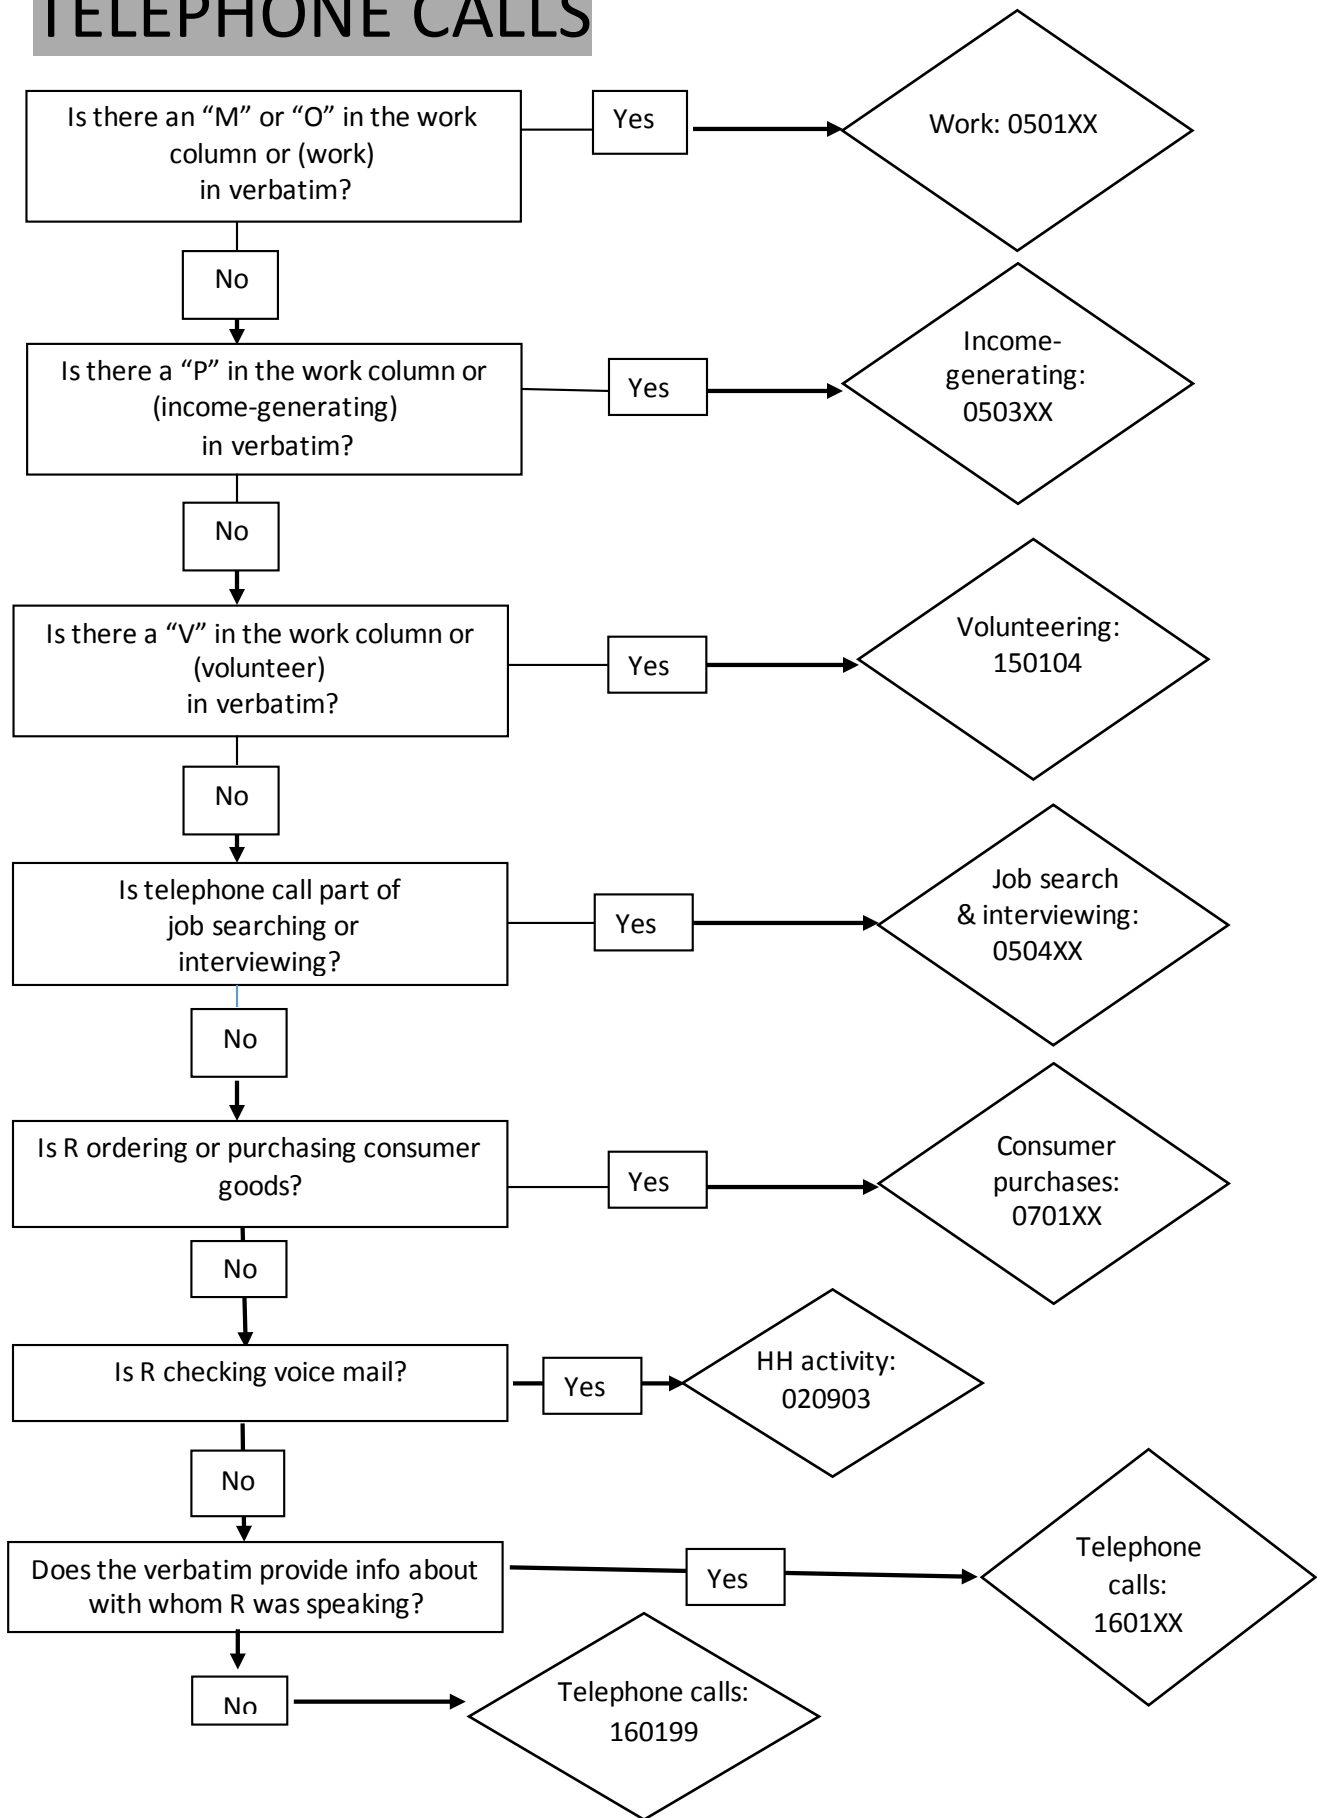 TELEPHONE CALLS
Is there an “M” or “O” in the work
column or (work)
in verbatim?
Yes
Work: 0501XX
No
Is there a “P” in the work column or
(income-generating)
in verbatim?
Yes
Income-
generating:
0503XX
No
Is there a “V” in the work column or
(volunteer)
in verbatim?
Yes
Volunteering:
150104
No
Is telephone call part of
job searching or
interviewing?
Yes
Job search
& interviewing:
0504XX
No
Is R ordering or purchasing consumer
goods?
Yes
Consumer
purchases:
0701XX
No
Is R checking voice mail?
Yes
HH activity:
020903
No
Does the verbatim provide info about
with whom R was speaking?
Yes
Telephone
calls:
1601XX
No
Telephone calls:
160199